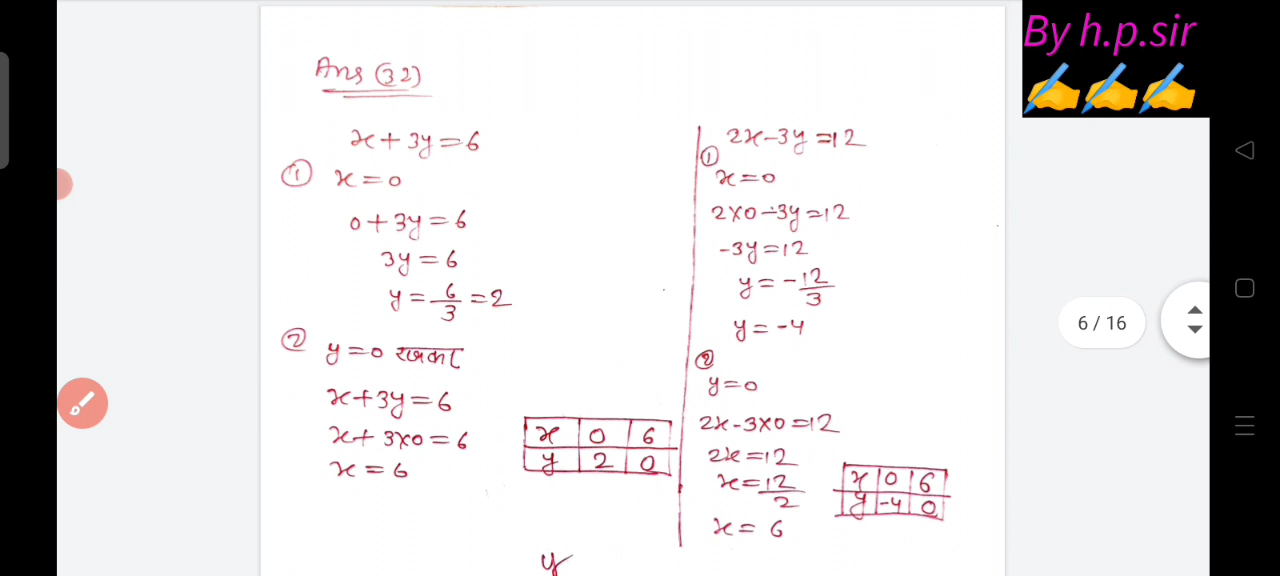 By h.p.sir
Ans (32)
x + 3y = 6
① x = 0
0 + 3y = 6
3y = 6
y = 6/3 = 2
② y = 0 रखकर
x + 3y = 6
x + 3×0 = 6
x = 6
x 0 6
y 2 0
2x - 3y = 12
①
x = 0
2×0 - 3y = 12
-3y = 12
y = -12/3
y = -4
②
y = 0
2x - 3×0 = 12
2x = 12
x = 12/2
x = 6
x 0 6
y -4 0
y
6 / 16